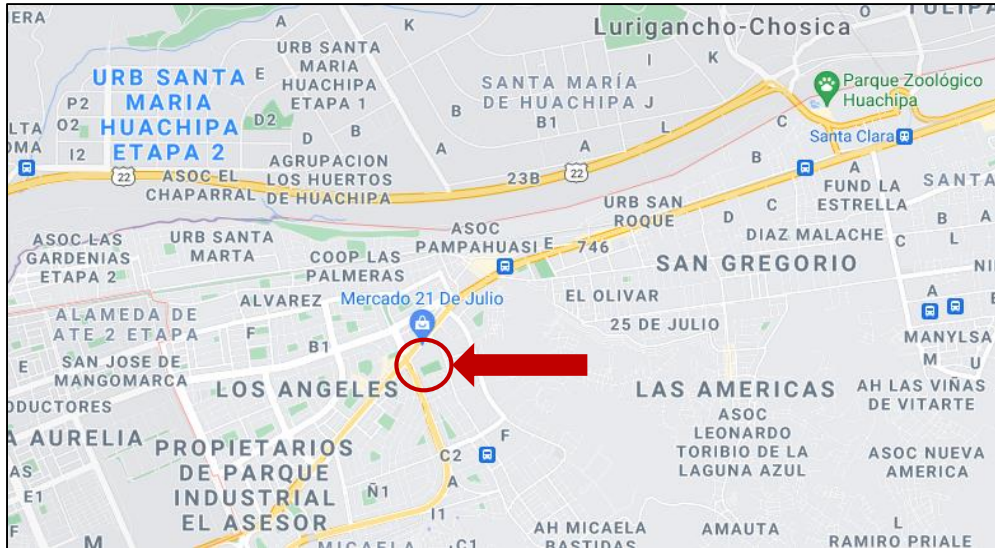 ERA
A
K
Lurigancho-Chosica
O
URB SANTA
MARIA
HUACHIPA
ETAPA 1
URB SANTA
MARIA
HUACHIPA
ETAPA 2
E
P2
O2
I2
D2
D
B
A
I
K
SANTA MARÍA
DE HUACHIPA J
B
B1
L
A
A
Parque Zoológico
Huachipa
Santa Clara
C
B
A
22
ASOC EL
CHAPARRAL
AGRUPACION
LOS HUERTOS
DE HUACHIPA
23B
22
FUND LA
ESTRELLA
SANTA
URB SAN
ROQUE
D
C
B
A
DIAZ MALACHE
C
L
ASOC LAS
GARDENIAS
ETAPA 2
URB SANTA
MARTA
COOP LAS
PALMERAS
ASOC
PAMPAHUASI
E
746
SAN GREGORIO
NI
ALVAREZ
Mercado 21 De Julio
EL OLIVAR
25 DE JULIO
A
B
E
MANYLSA
M
U
ALAMEDA DE
ATE 2 ETAPA
F
B1
E
SAN JOSE DE
MANGOMARCA
LOS ANGELES
LAS AMERICAS
AH LAS VIÑAS
DE VITARTE
ODUCTORES
A AURELIA
PROPIETARIOS
DE PARQUE
INDUSTRIAL
EL ASESOR
F
C2
ASOC
LEONARDO
TORIBIO DE LA
LAGUNA AZUL
ASOC NUEVA
AMERICA
AS
E1
Ñ1
A
I1
F
M
C1
AH MICAELA
BASTIDAS
AMAUTA
L
RAMIRO PRIALE